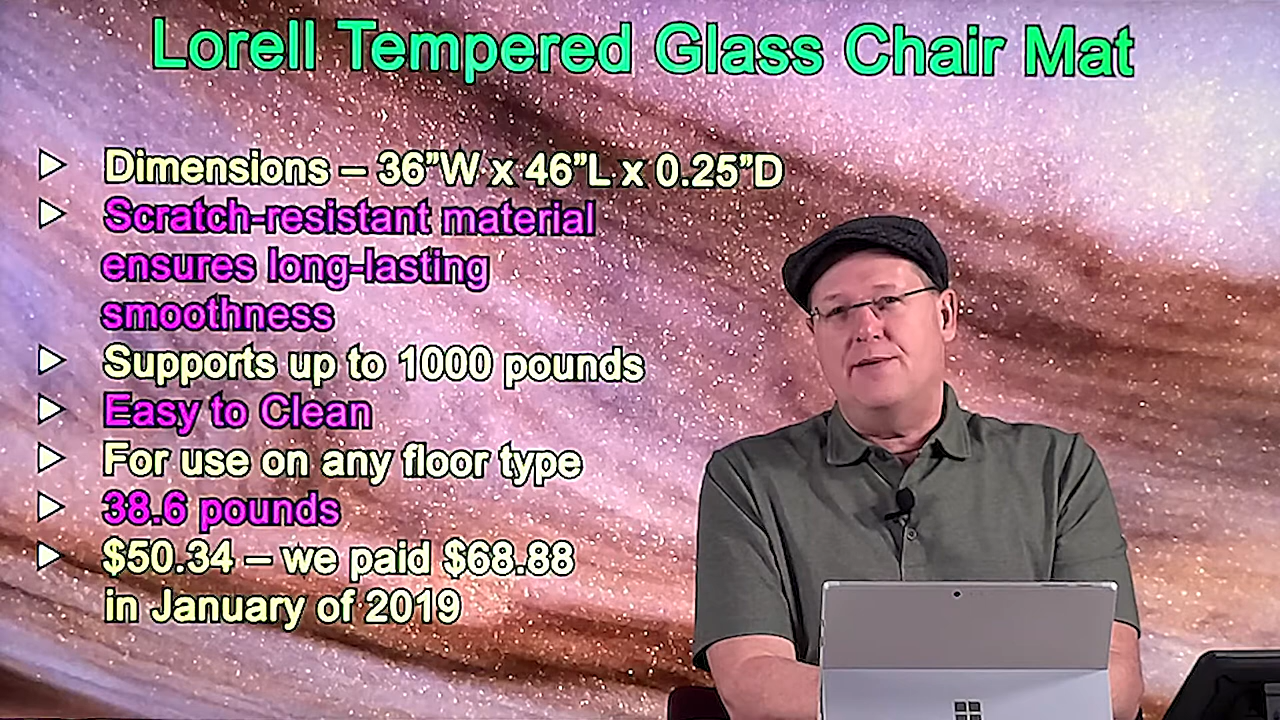 Lorell Tempered Glass Chair Mat
Dimensions – 36”W x 46”L x 0.25”D
Scratch-resistant material
ensures long-lasting
smoothness
Supports up to 1000 pounds
Easy to Clean
For use on any floor type
38.6 pounds
$50.34 – we paid $68.88
in January of 2019